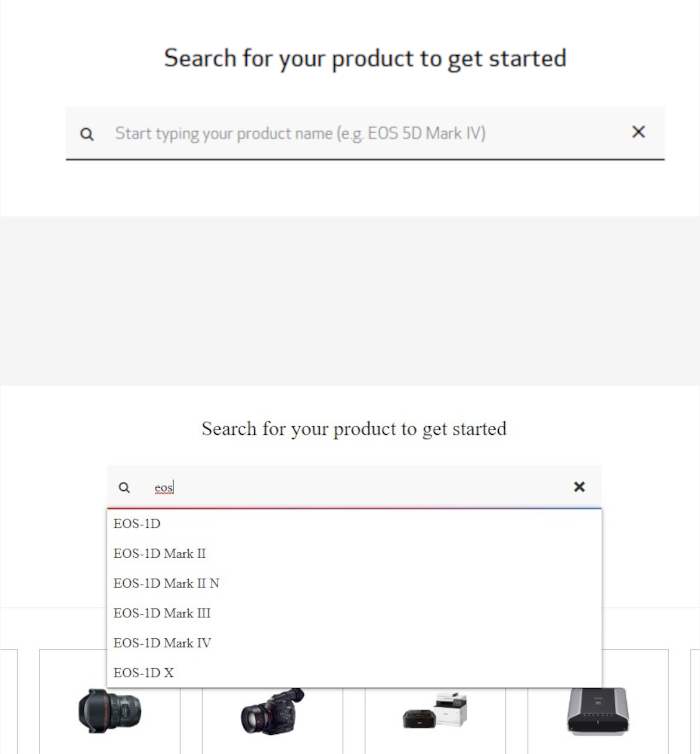 Search for your product to get started
Start typing your product name (e.g. EOS 5D Mark IV)
Search for your product to get started
eos
EOS-1D
EOS-1D Mark II
EOS-1D Mark II N
EOS-1D Mark III
EOS-1D Mark IV
EOS-1D X